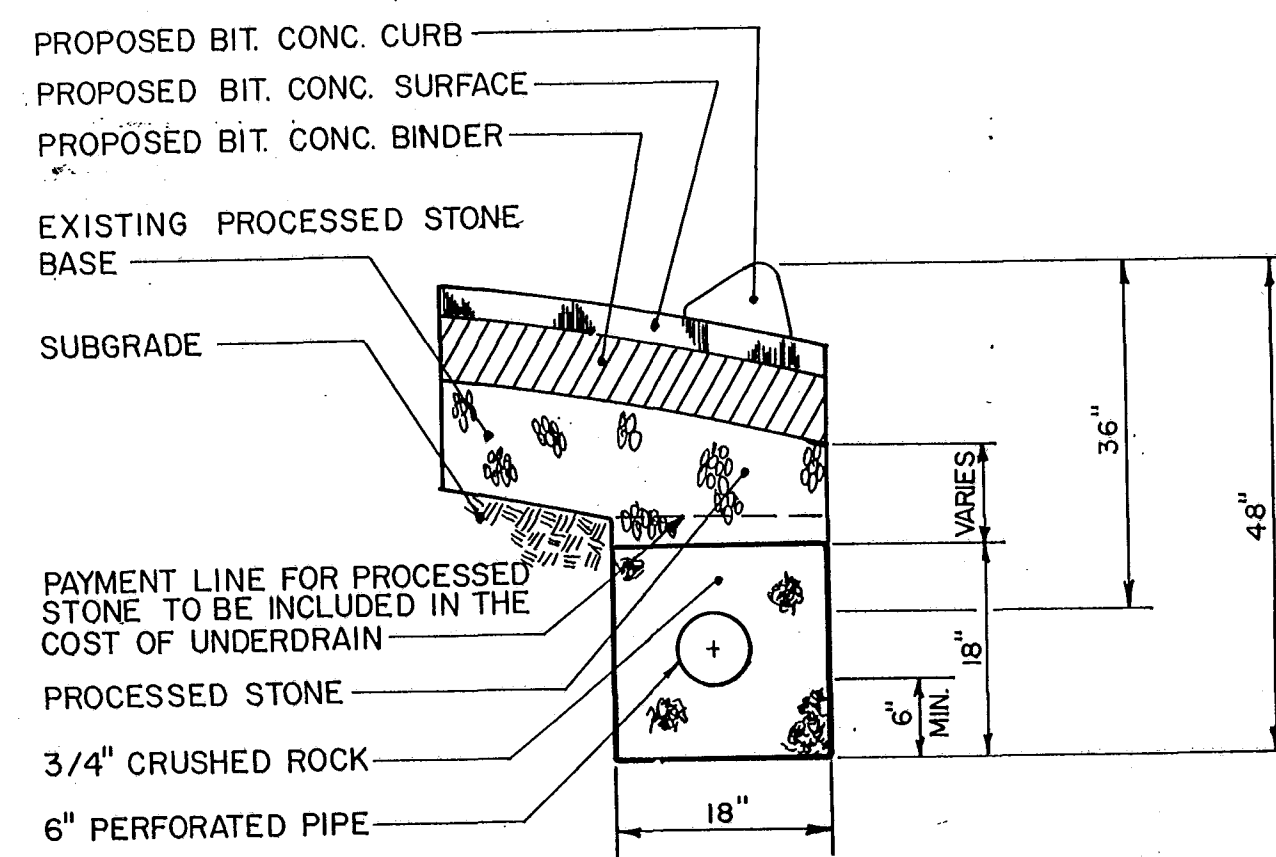 PROPOSED BIT. CONC. CURB
PROPOSED BIT. CONC. SURFACE
PROPOSED BIT. CONC. BINDER
EXISTING PROCESSED STONE
BASE
SUBGRADE
PAYMENT LINE FOR PROCESSED
STONE TO BE INCLUDED IN THE
COST OF UNDERDRAIN
PROCESSED STONE
3/4" CRUSHED ROCK
6" PERFORATED PIPE
VARIES
36"
48"
18"
6"
MIN.
18"